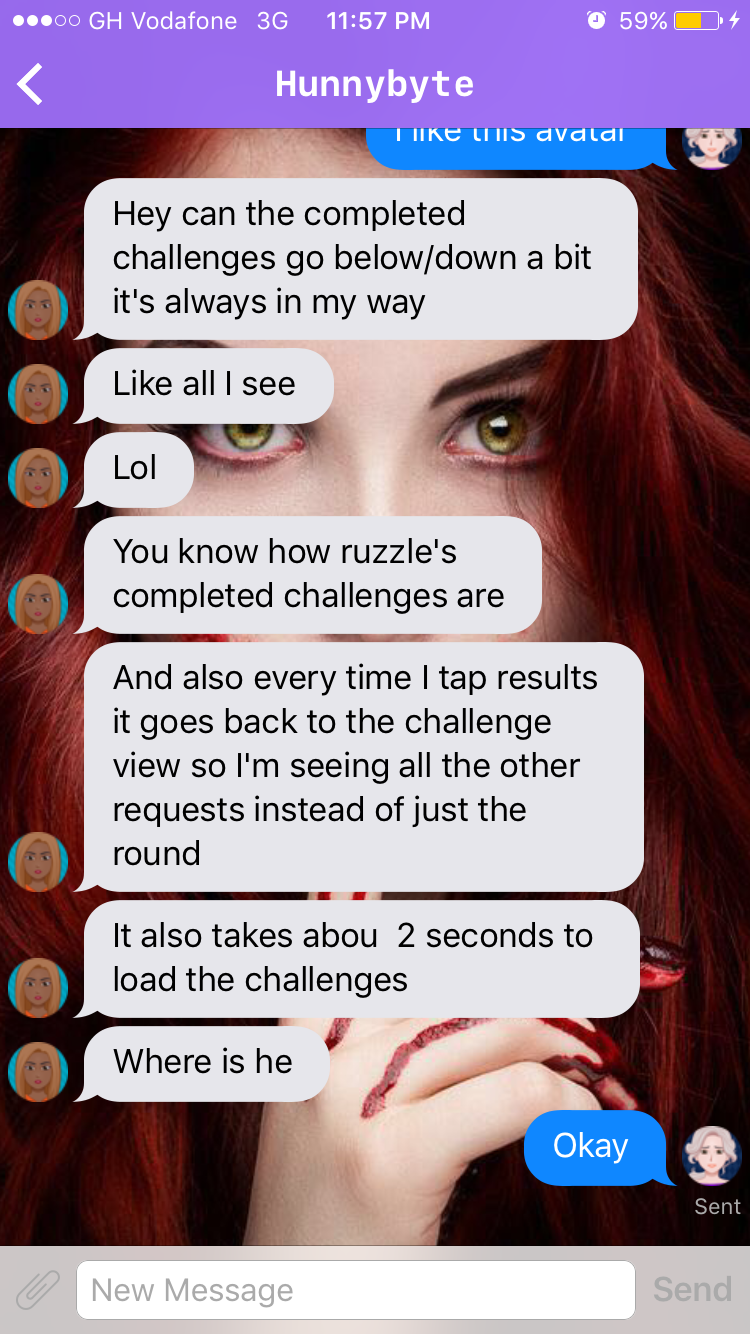 GH Vodafone 3G 11:57 PM 59%
Hunnybyte
I like this avatar
Hey can the completed
challenges go below/down a bit
it's always in my way
Like all I see
Lol
You know how ruzzle's
completed challenges are
And also every time I tap results
it goes back to the challenge
view so I'm seeing all the other
requests instead of just the
round
It also takes abou  2 seconds to
load the challenges
Where is he
Okay
Sent
New Message
Send